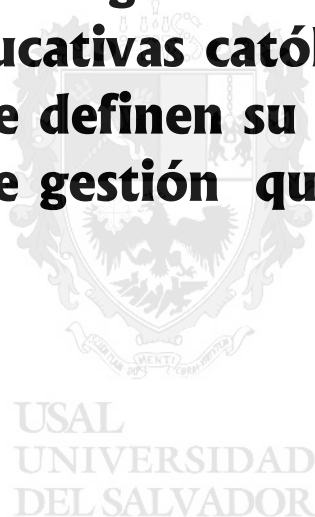 ucativas catól
e definen su
e gestión qu
USAL
UNIVERSIDAD
DEL SALVADOR